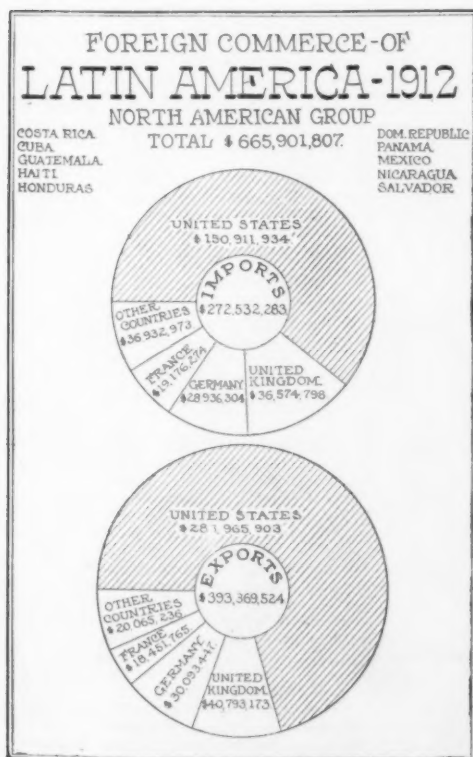 FOREIGN COMMERCE-OF
LATIN AMERICA-1912
NORTH AMERICAN GROUP
TOTAL $665,901,807.
COSTA RICA
CUBA
GUATEMALA
HAITI
HONDURAS
DOM. REPUBLIC
PANAMA
MEXICO
NICARAGUA
SALVADOR
UNITED STATES
$150,911,934
IMPORTS
$272,532,283
OTHER
COUNTRIES
$36,932,973
FRANCE
$19,176,274
GERMANY
$28,936,304
UNITED
KINGDOM
$36,574,798
UNITED STATES
$281,965,903
EXPORTS
$393,369,524
OTHER
COUNTRIES
$20,065,236
FRANCE
$18,451,765
GERMANY
$30,093,447
UNITED
KINGDOM
$40,793,173